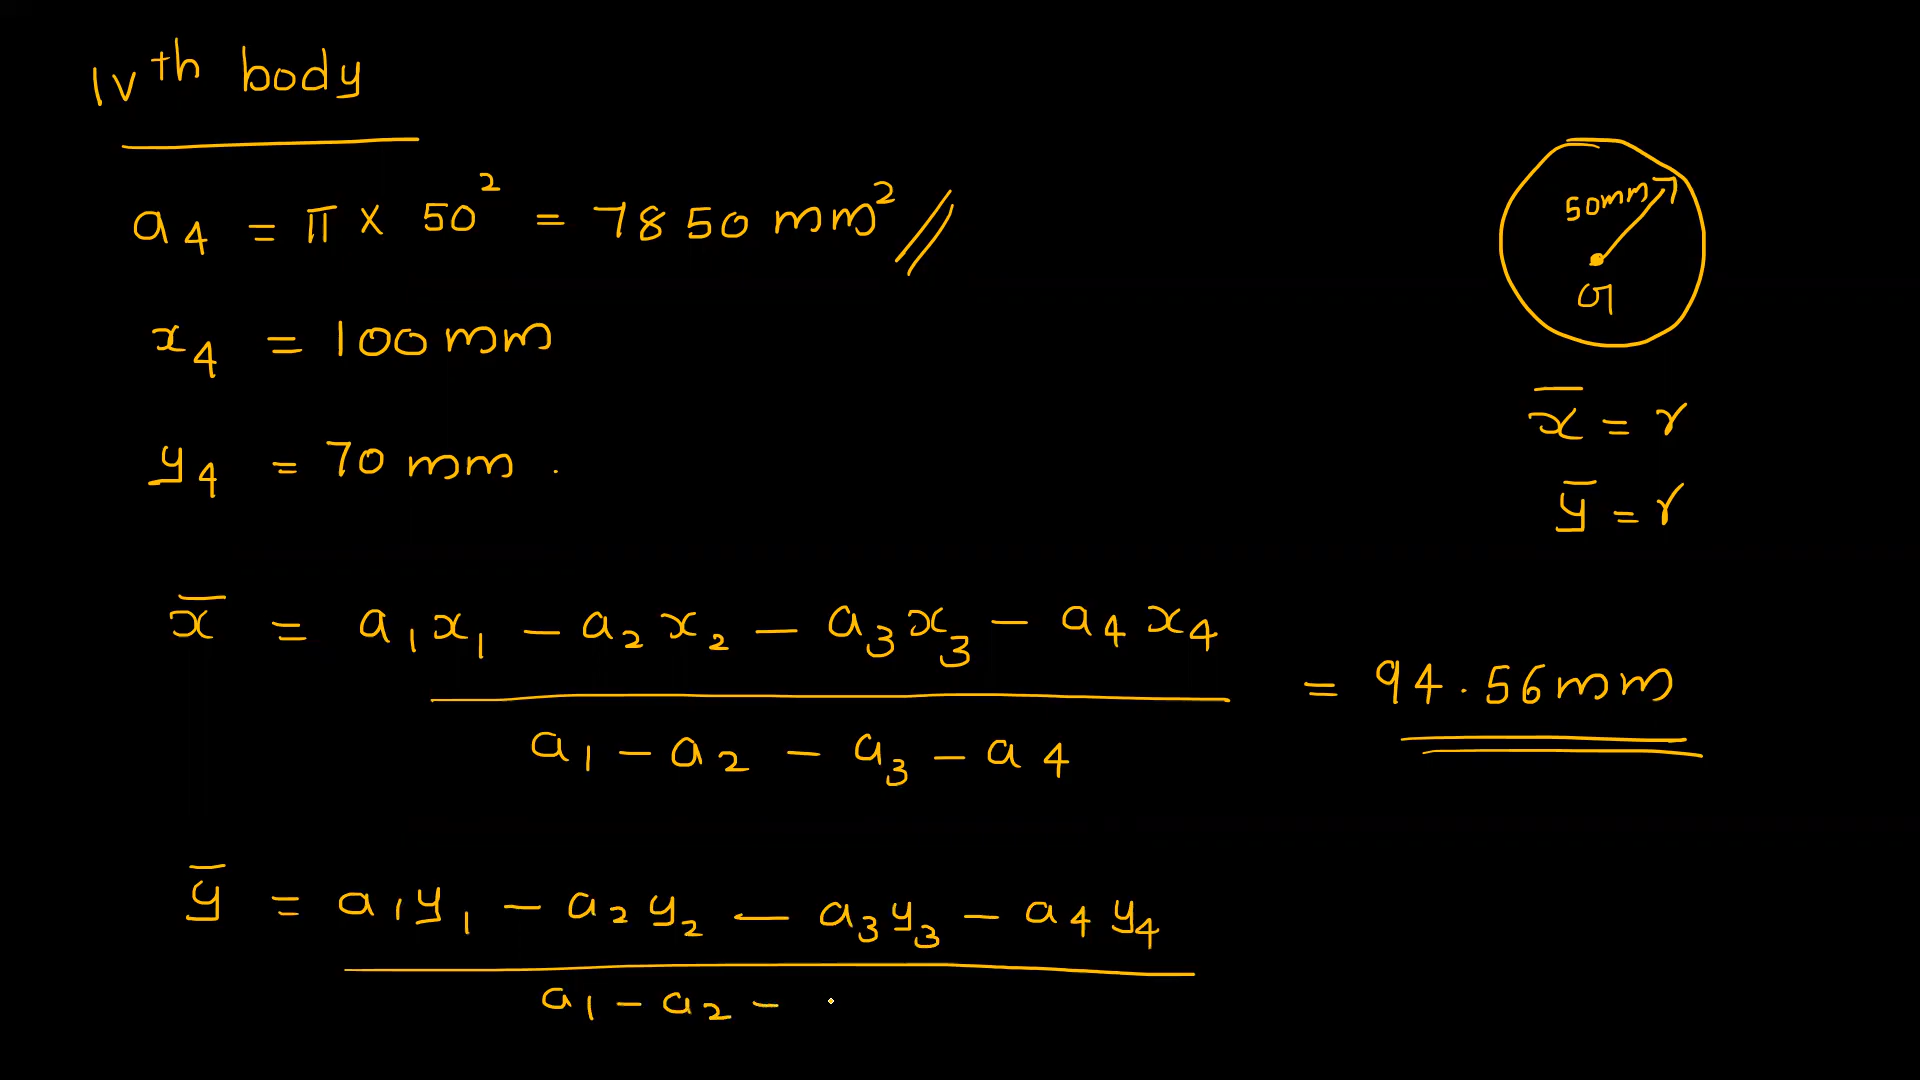 IVth body
a4 = π × 50² = 7850 mm²
50mm
G
x4 = 100 mm
x̄ = r
y4 = 70 mm .
ȳ = r
x̄ = a1x1 − a2x2 − a3x3 − a4x4
= 94.56mm
a1 − a2 − a3 − a4
ȳ = a1y1 − a2y2 − a3y3 − a4y4
a1 − a2 −